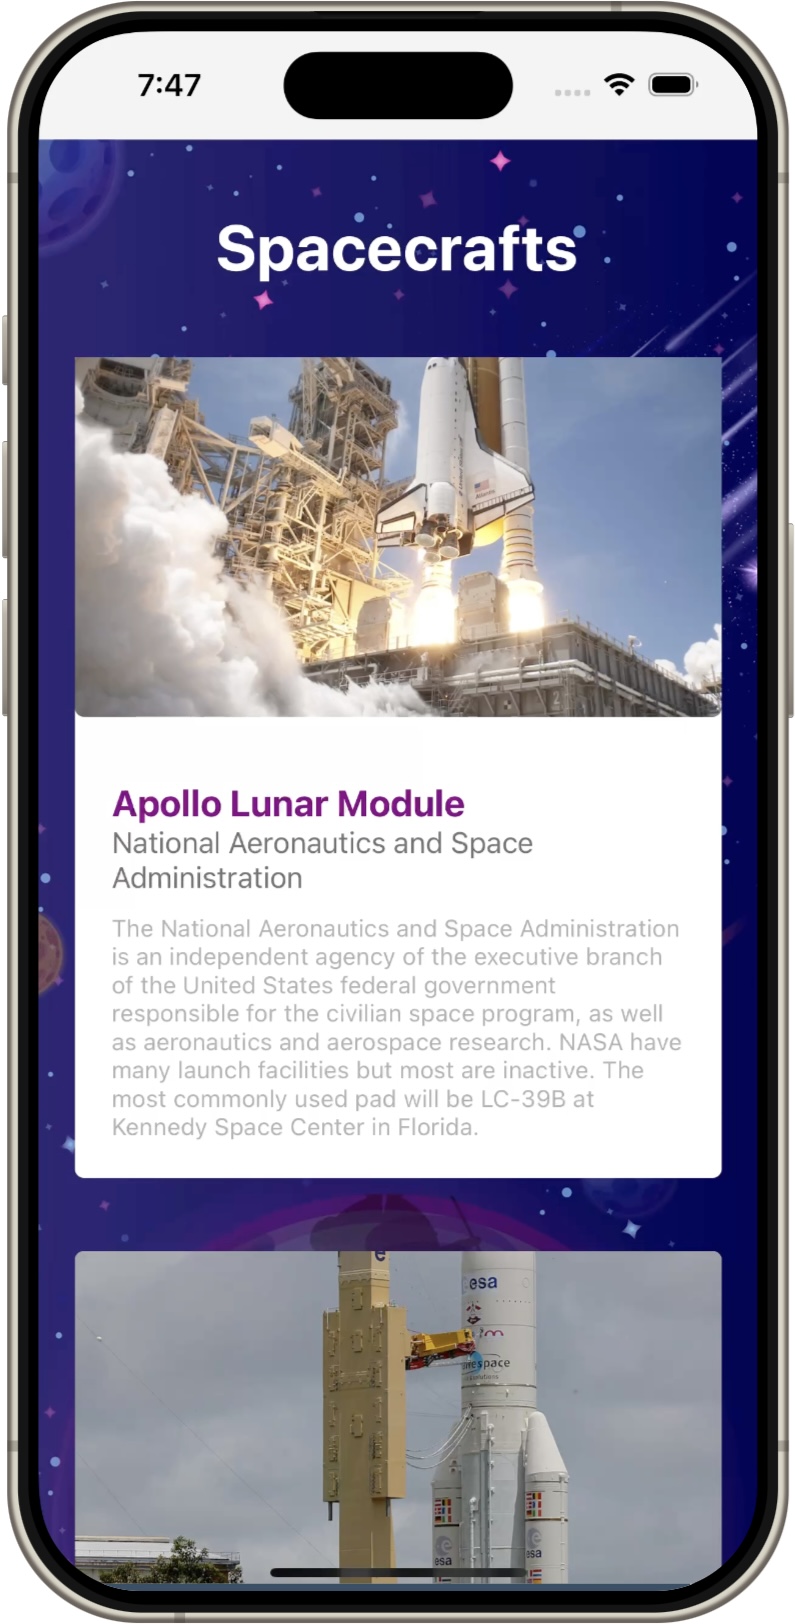 7:47
Spacecrafts
Apollo Lunar Module
National Aeronautics and Space
Administration
The National Aeronautics and Space Administration
is an independent agency of the executive branch
of the United States federal government
responsible for the civilian space program, as well
as aeronautics and aerospace research. NASA have
many launch facilities but most are inactive. The
most commonly used pad will be LC-39B at
Kennedy Space Center in Florida.
esa
esa
esa